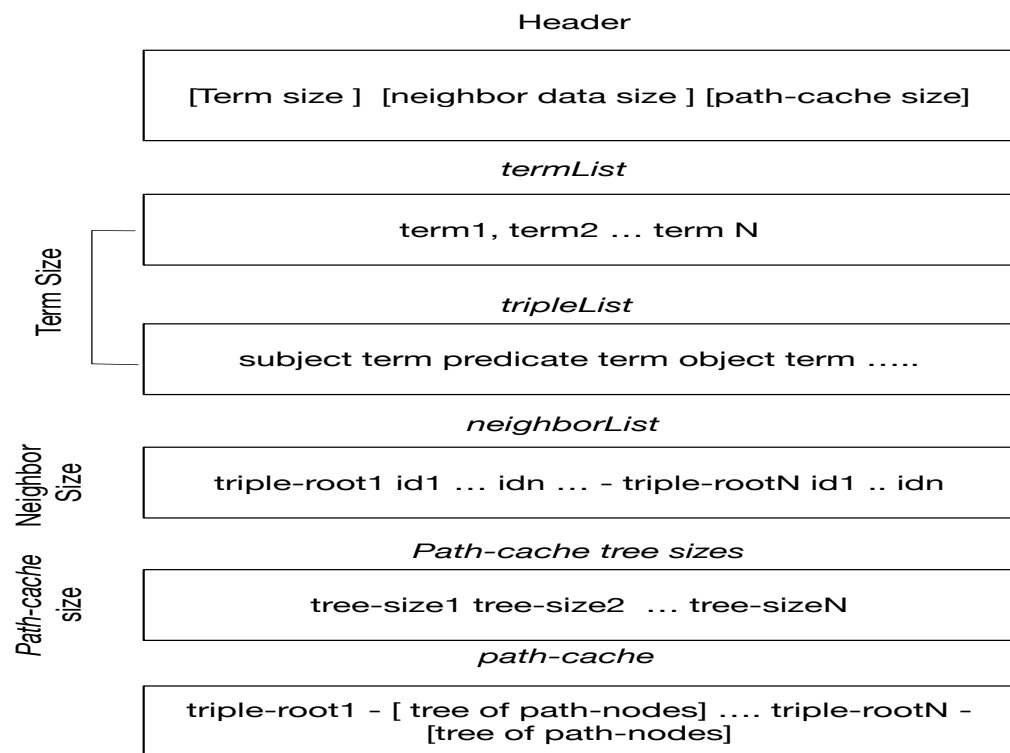 Header
[Term size ] [neighbor data size ] [path-cache size]
termList
term1, term2 ... term N
Term Size
tripleList
subject term predicate term object term .....
neighborList
Neighbor
Size
triple-root1 id1 ... idn ... - triple-rootN id1 .. idn
Path-cache tree sizes
Path-cache
size
tree-size1 tree-size2 ... tree-sizeN
path-cache
triple-root1 - [ tree of path-nodes] .... triple-rootN -
[tree of path-nodes]